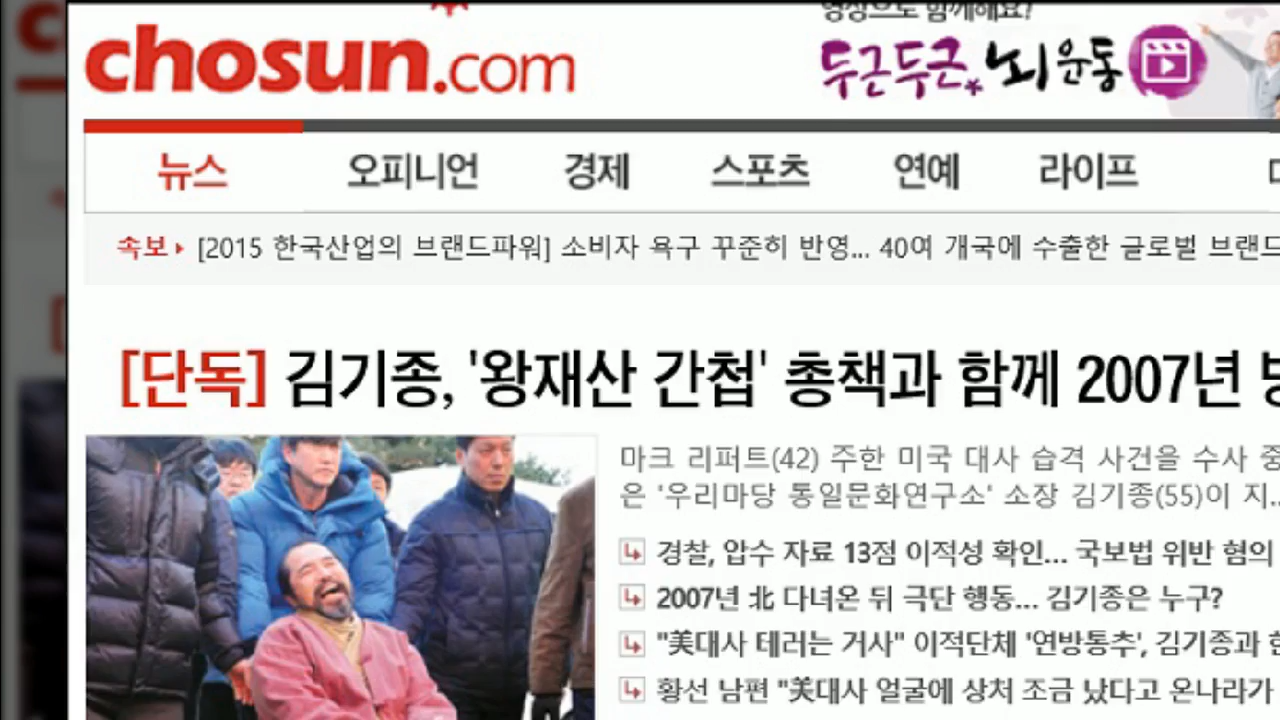 영상으로 함께해요!
chosun.com
두근두근 뇌운동
뉴스 오피니언 경제 스포츠 연예 라이프
속보 [2015 한국산업의 브랜드파워] 소비자 욕구 꾸준히 반영... 40여 개국에 수출한 글로벌 브랜드
[단독] 김기종, '왕재산 간첩' 총책과 함께 2007년
마크 리퍼트(42) 주한 미국 대사 습격 사건을 수사 중
은 '우리마당 통일문화연구소' 소장 김기종(55)이 지...
경찰, 압수 자료 13점 이적성 확인... 국보법 위반 혐의
2007년 北 다녀온 뒤 극단 행동... 김기종은 누구?
"美대사 테러는 거사" 이적단체 '연방통추', 김기종과
황선 남편 "美대사 얼굴에 상처 조금 났다고 온나라가